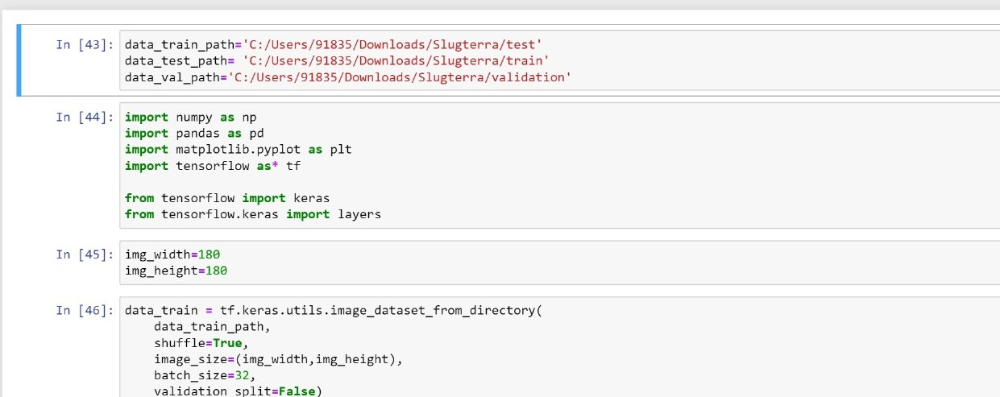 In [43]: data_train_path='C:/Users/91835/Downloads/Slugterra/test'
data_test_path= 'C:/Users/91835/Downloads/Slugterra/train'
data_val_path='C:/Users/91835/Downloads/Slugterra/validation'
In [44]: import numpy as np
import pandas as pd
import matplotlib.pyplot as plt
import tensorflow as* tf
from tensorflow import keras
from tensorflow.keras import layers
In [45]: img_width=180
img_height=180
In [46]: data_train = tf.keras.utils.image_dataset_from_directory(
data_train_path,
shuffle=True,
image_size=(img_width,img_height),
batch_size=32,
validation_split=False)